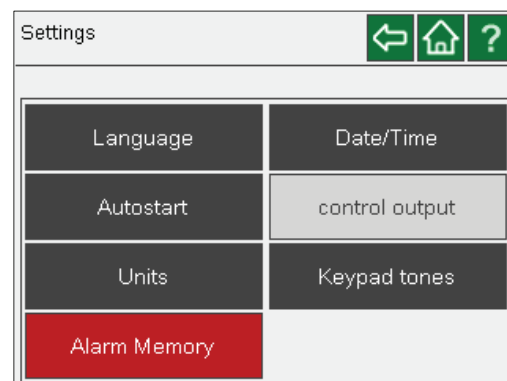 Settings
?
Language
Date/Time
Autostart
control output
Units
Keypad tones
Alarm Memory